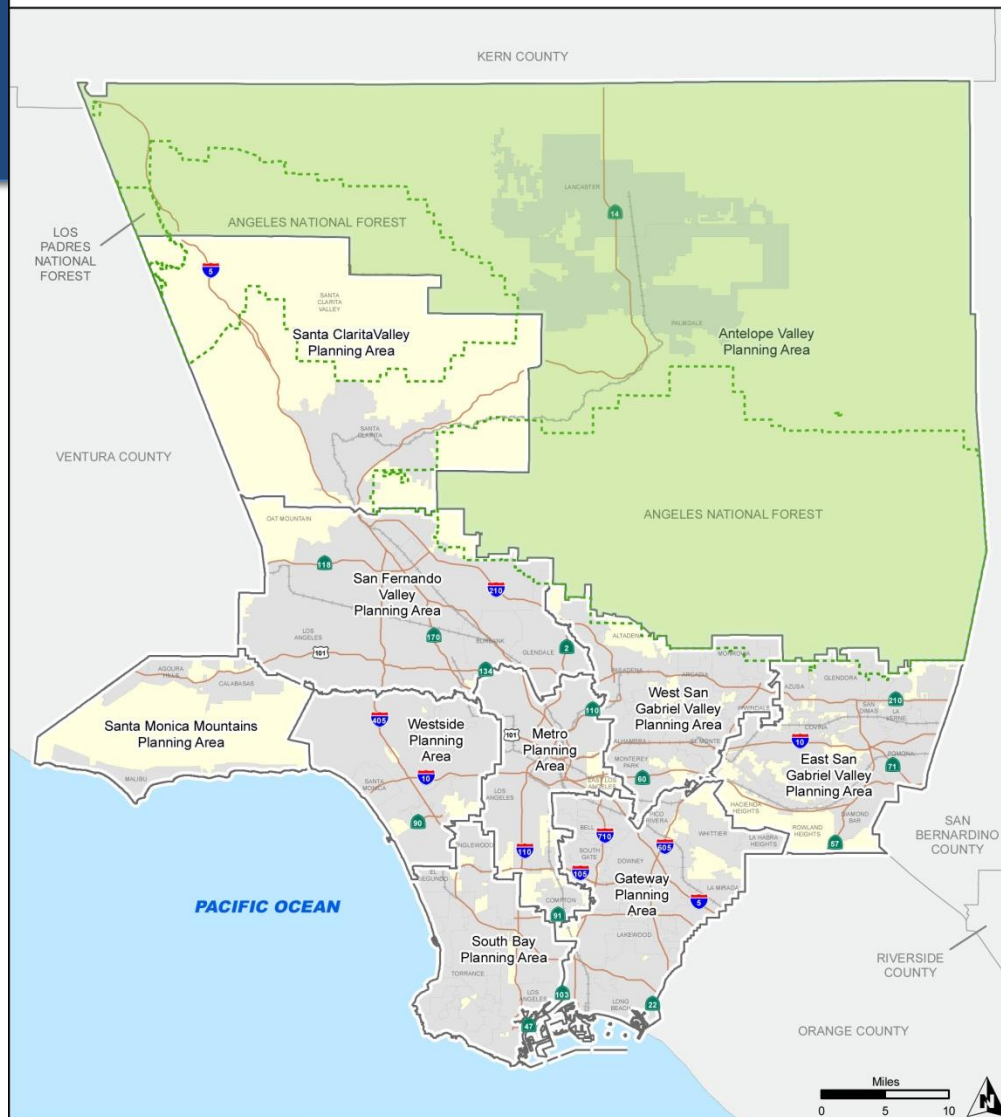 KERN COUNTY
LANCASTER
14
ANGELES NATIONAL FOREST
LOS
PADRES
NATIONAL
FOREST
5
SANTA
CLARITA
VALLEY
Santa ClaritaValley
Planning Area
PALMDALE
Antelope Valley
Planning Area
SANTA
CLARITA
VENTURA COUNTY
ANGELES NATIONAL FOREST
OAT MOUNTAIN
118
San Fernando
Valley
Planning Area
210
LOS
ANGELES
170
BURBANK
101
134
GLENDALE
2
ALTADENA
PASADENA
ARCADIA
MONROVIA
AZUSA
GLENDORA
SAN
DIMAS
LA
VERNE
210
AGOURA
HILLS
CALABASAS
Santa Monica Mountains
Planning Area
MALIBU
405
Westside
Planning
Area
10
SANTA
MONICA
90
101
Metro
Planning
Area
110
West San
Gabriel Valley
Planning Area
IRWINDALE
ALHAMBRA
EL MONTE
MONTEREY
PARK
60
EAST LOS
ANGELES
COVINA
10
East San
Gabriel Valley
Planning Area
POMONA
71
HACIENDA
HEIGHTS
ROWLAND
HEIGHTS
DIAMOND
BAR
57
LOS
ANGELES
INGLEWOOD
110
BELL
710
SOUTH
GATE
105
PICO
RIVERA
WHITTIER
LA HABRA
HEIGHTS
605
DOWNEY
Gateway
Planning
Area
LA MIRADA
5
EL
SEGUNDO
COMPTON
91
LAKEWOOD
South Bay
Planning Area
TORRANCE
LOS
ANGELES
103
47
LONG
BEACH
22
PACIFIC OCEAN
SAN
BERNARDINO
COUNTY
RIVERSIDE
COUNTY
ORANGE COUNTY
Miles
0 5 10
N